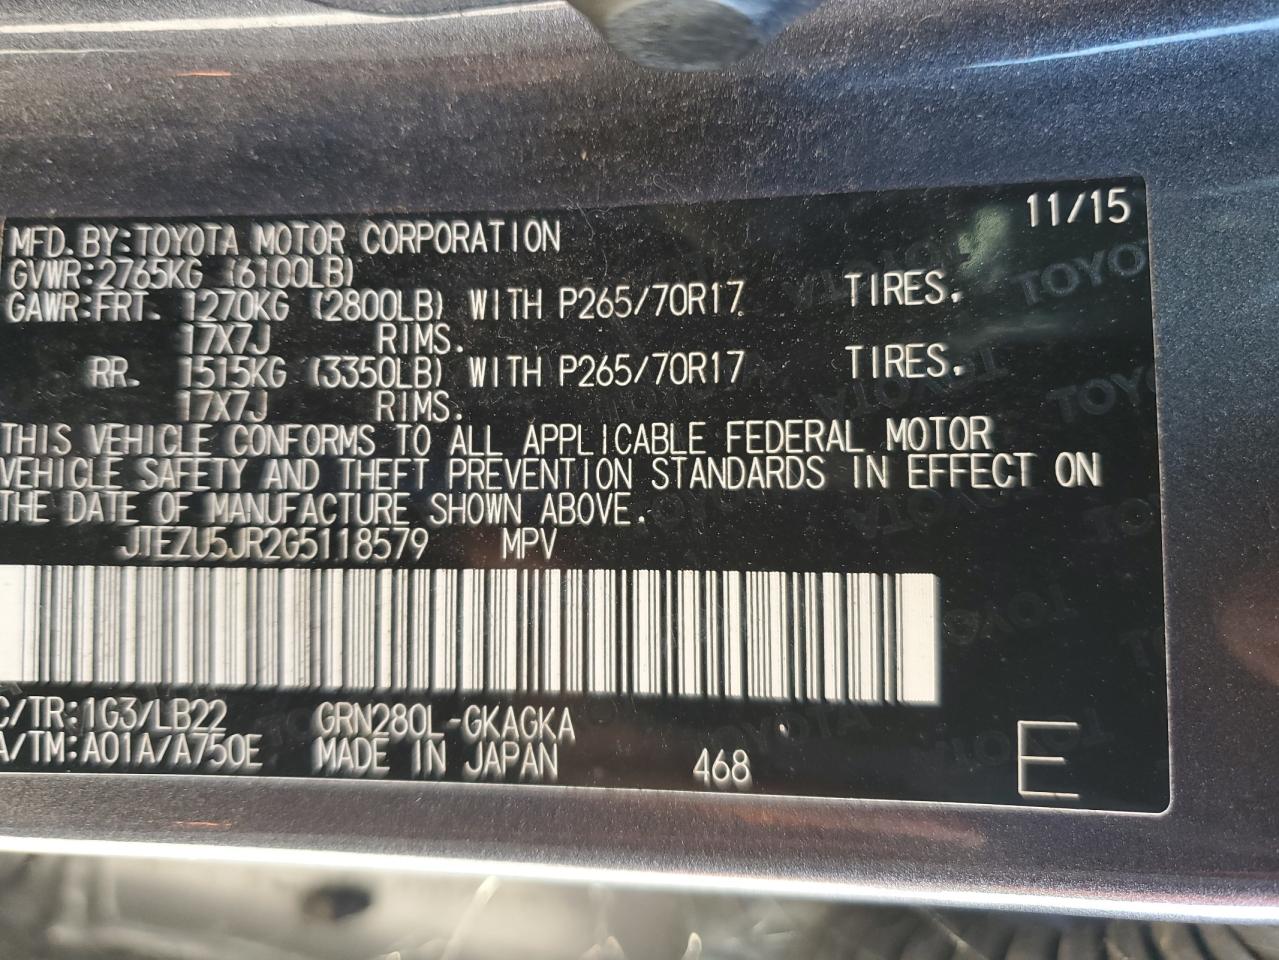 11/15
MFD. BY: TOYOTA MOTOR CORPORATION
GVWR: 2765KG (6100LB)
GAWR: FRT. 1270KG (2800LB) WITH P265/70R17 TIRES.
17X7J RIMS.
RR. 1515KG (3350LB) WITH P265/70R17 TIRES.
17X7J RIMS.
THIS VEHICLE CONFORMS TO ALL APPLICABLE FEDERAL MOTOR
VEHICLE SAFETY AND THEFT PREVENTION STANDARDS IN EFFECT ON
THE DATE OF MANUFACTURE SHOWN ABOVE.
JTEZU5JR2G5118579 MPV
C/TR: 1G3/LB22 GRN280L-GKAGKA
A/TM: A01A/A750E MADE IN JAPAN 468 E